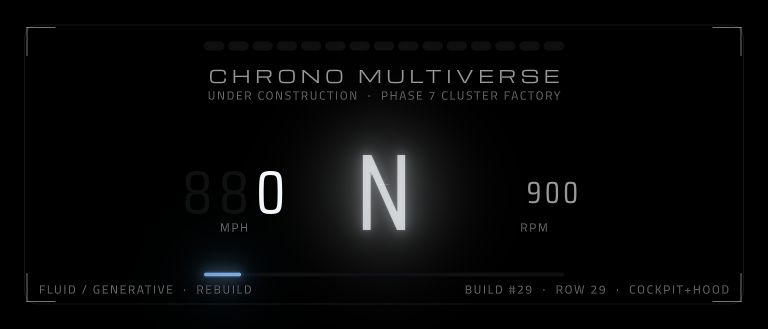 CHRONO MULTIVERSE
UNDER CONSTRUCTION · PHASE 7 CLUSTER FACTORY
880 N 900
MPH RPM
FLUID / GENERATIVE · REBUILD BUILD #29 · ROW 29 · COCKPIT+HOOD